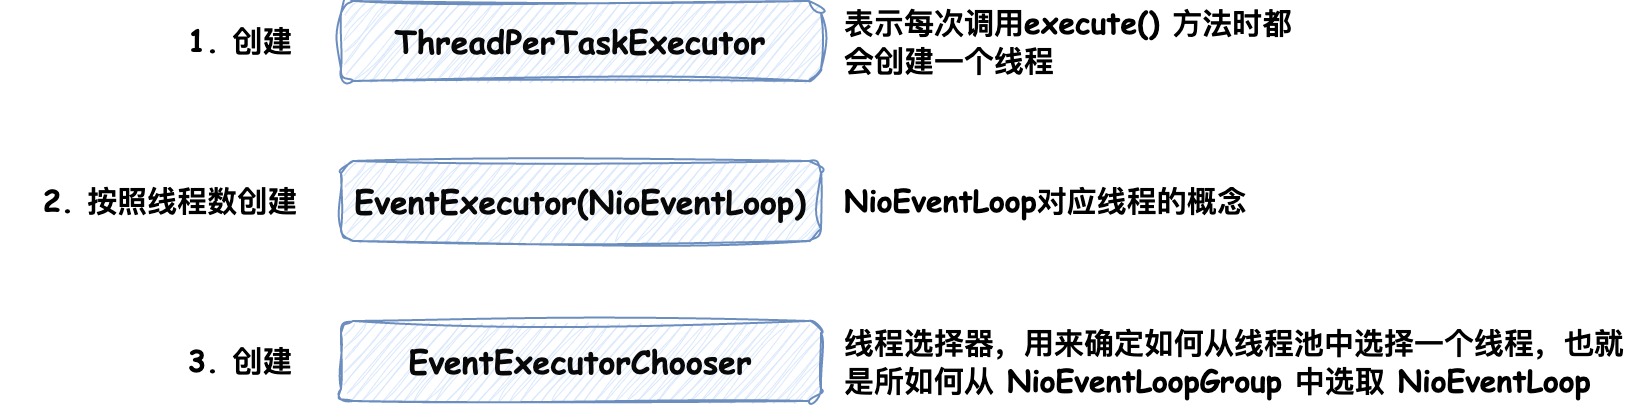 1. 创建
ThreadPerTaskExecutor
表示每次调用execute() 方法时都
会创建一个线程
2. 按照线程数创建
EventExecutor(NioEventLoop)
NioEventLoop对应线程的概念
3. 创建
EventExecutorChooser
线程选择器，用来确定如何从线程池中选择一个线程，也就
是所如何从 NioEventLoopGroup 中选取 NioEventLoop